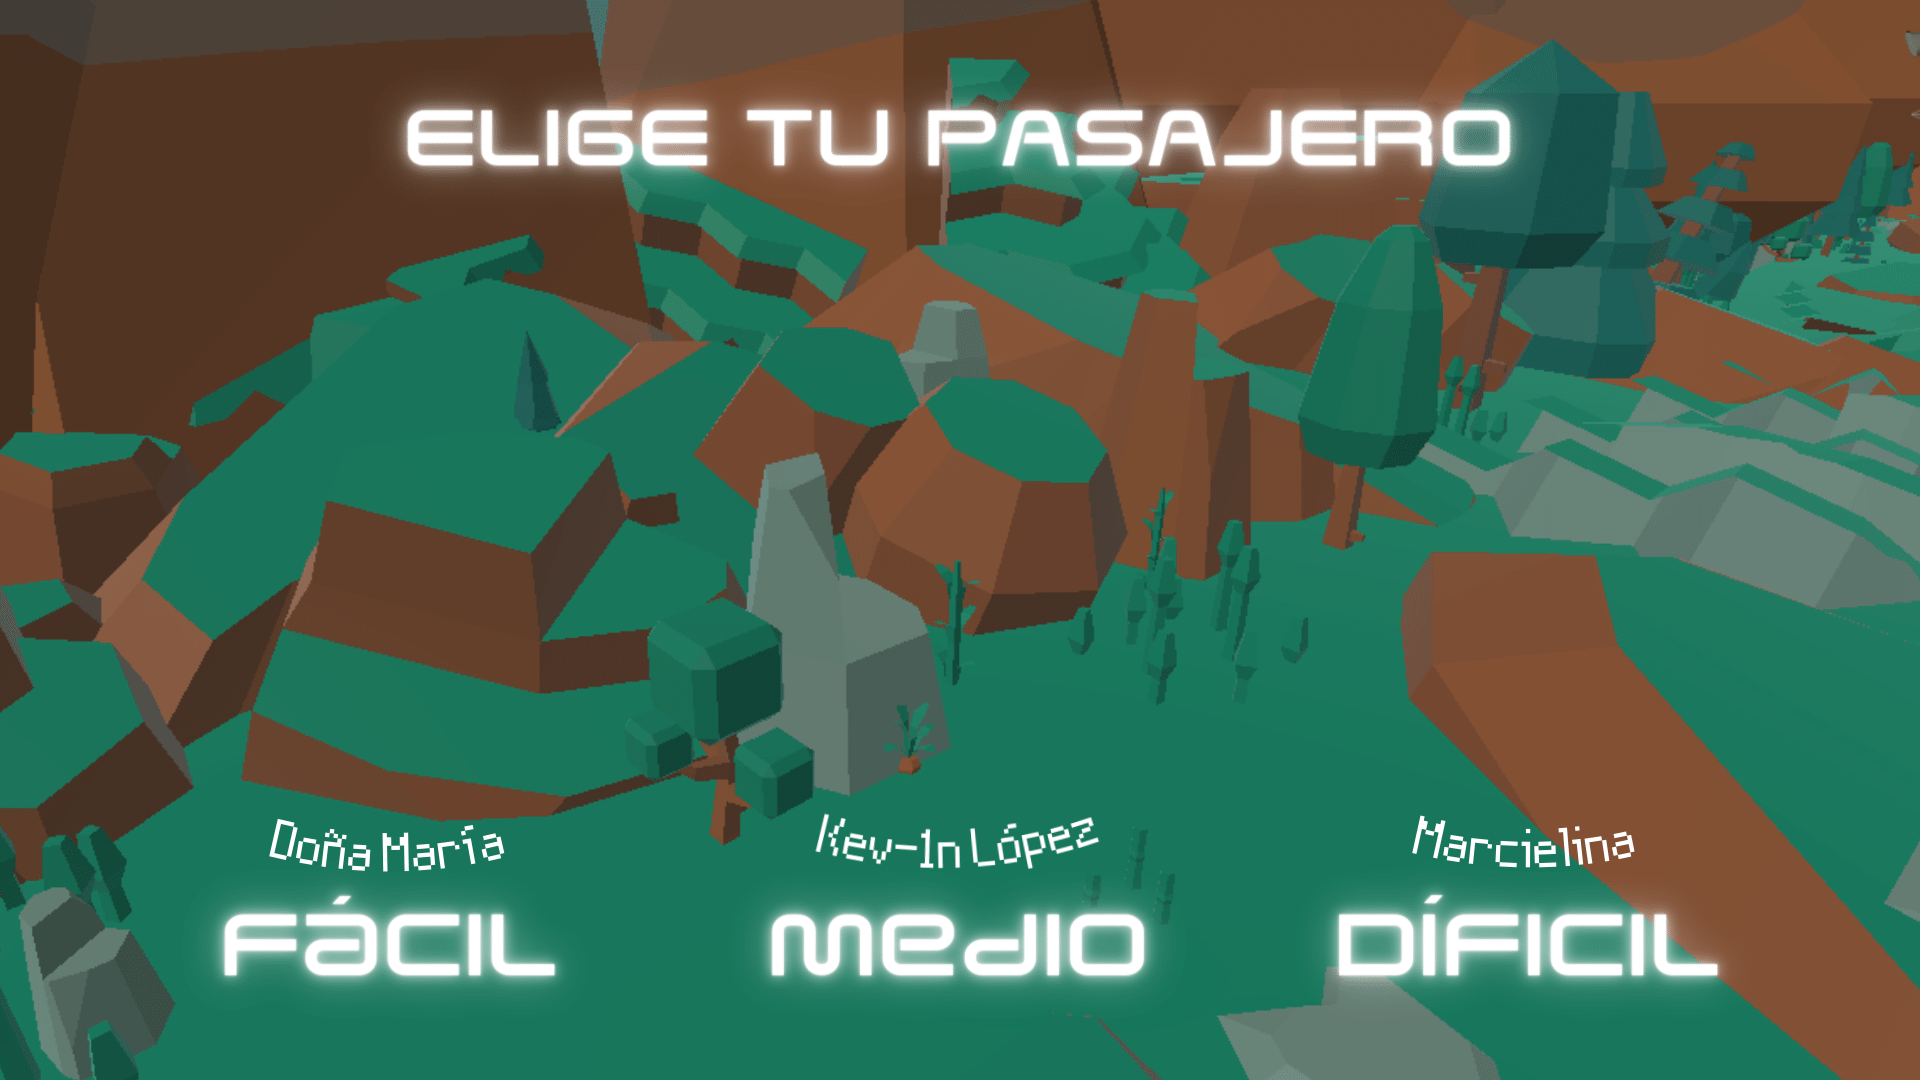 ELIGE TU PASAJERO
Doña María
Kev-1n López
Marcielina
FÁCIL
MEDIO
DÍFICIL